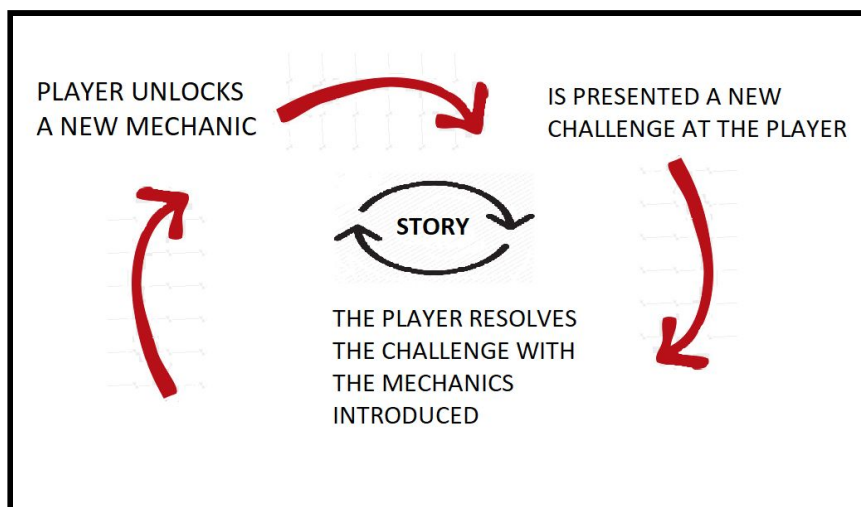 PLAYER UNLOCKS
A NEW MECHANIC
IS PRESENTED A NEW
CHALLENGE AT THE PLAYER
STORY
THE PLAYER RESOLVES
THE CHALLENGE WITH
THE MECHANICS
INTRODUCED